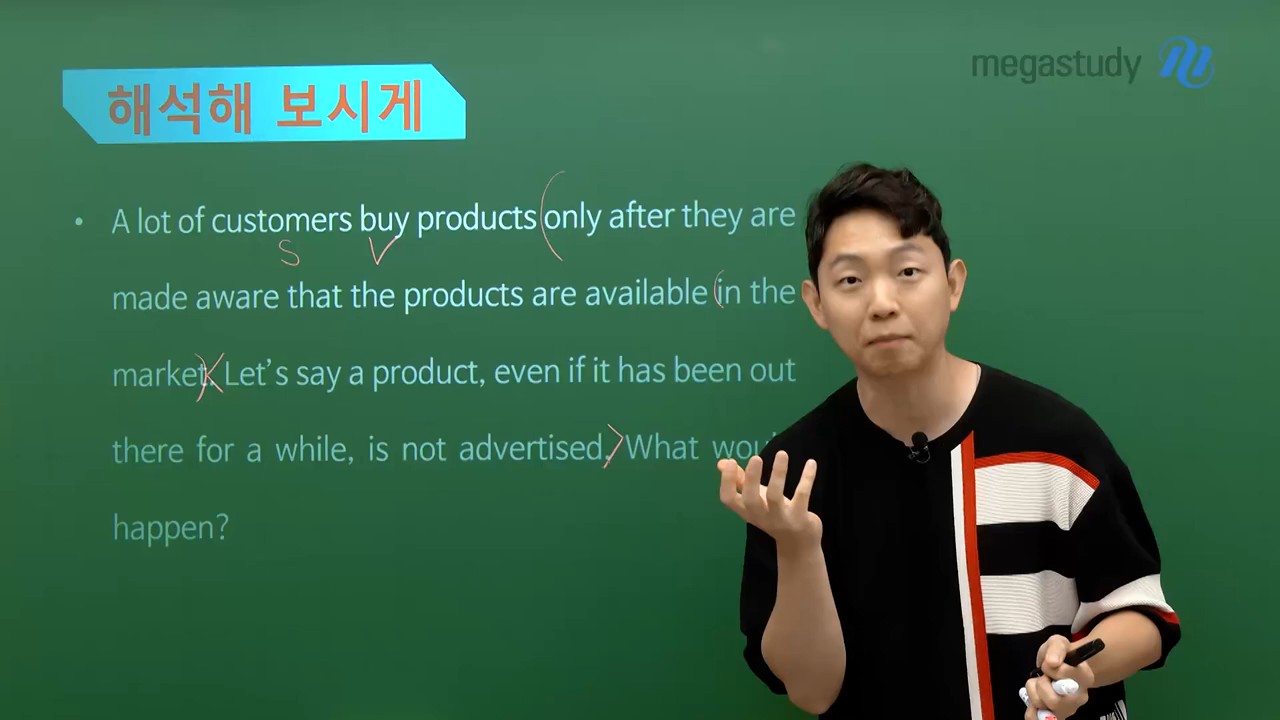 megastudy
해석해 보시게
• A lot of customers buy products (only after they are
S V
made aware that the products are available (in the
market). Let's say a product, even if it has been out
there for a while, is not advertised. What would
happen?